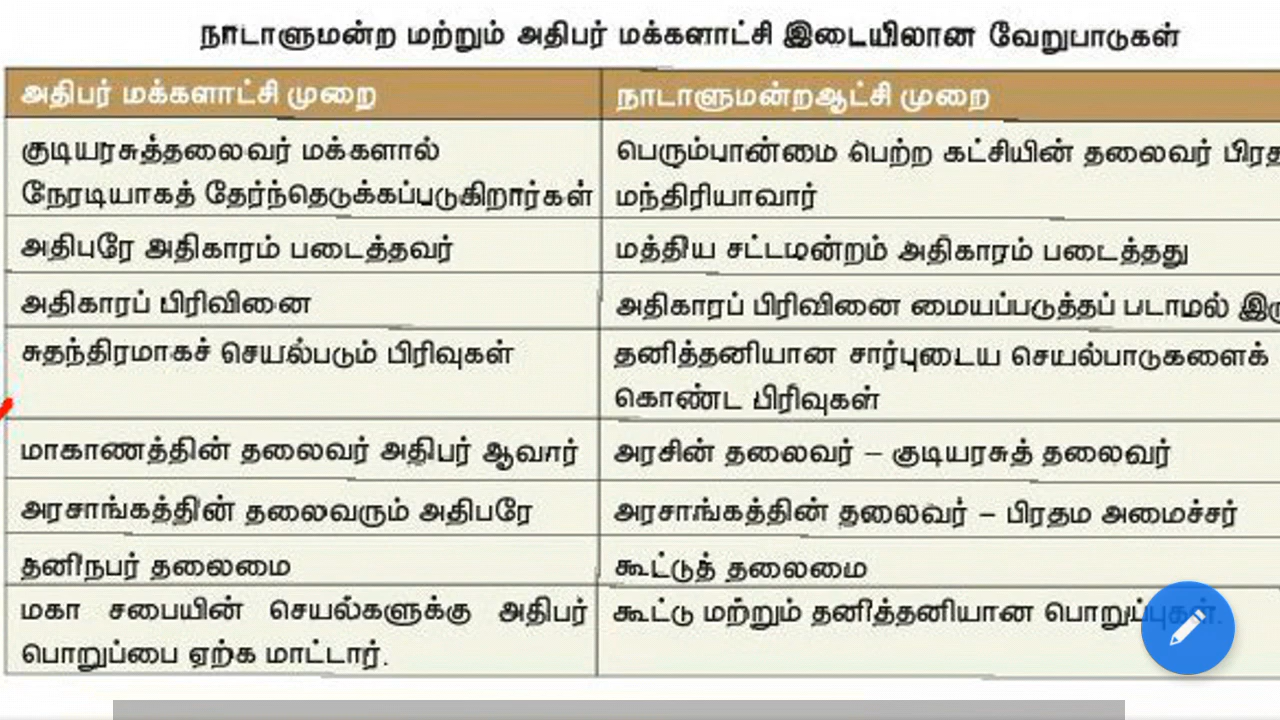 நாடாளுமன்ற மற்றும் அதிபர் மக்களாட்சி இடையிலான வேறுபாடுகள்
அதிபர் மக்களாட்சி முறை
நாடாளுமன்றஆட்சி முறை
குடியரசுத்தலைவர் மக்களால்
நேரடியாகத் தேர்ந்தெடுக்கப்படுகிறார்கள்
பெரும்பான்மை பெற்ற கட்சியின் தலைவர்
மந்திரியாவார்
அதிபரே அதிகாரம் படைத்தவர்
மத்திய சட்டமன்றம் அதிகாரம் படைத்தது
அதிகாரப் பிரிவினை
அதிகாரப் பிரிவினை மையப்படுத்தப் படாமல்
சுதந்திரமாகச் செயல்படும் பிரிவுகள்
தனித்தனியான சார்புடைய செயல்பாடுகளைக்
கொண்ட பிரிவுகள்
மாகாணத்தின் தலைவர் அதிபர் ஆவார்
அரசின் தலைவர் – குடியரசுத் தலைவர்
அரசாங்கத்தின் தலைவரும் அதிபரே
அரசாங்கத்தின் தலைவர் – பிரதம அமைச்சர்
தனிநபர் தலைமை
கூட்டுத் தலைமை
மகா சபையின் செயல்களுக்கு அதிபர்
பொறுப்பை ஏற்க மாட்டார்.
கூட்டு மற்றும் தனித்தனியான பொறுப்புகள்.